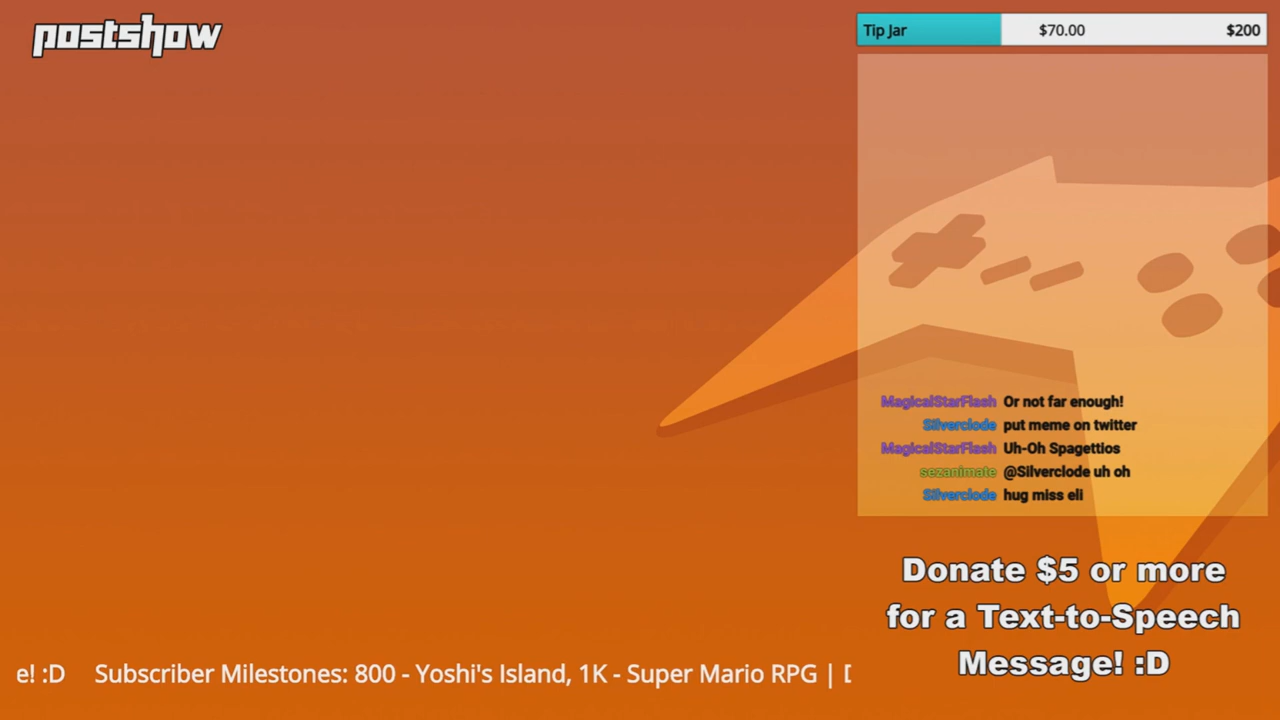 postshow
Tip Jar $70.00 $200
MagicalStarFlash Or not far enough!
Silverclode put meme on twitter
MagicalStarFlash Uh-Oh Spagettios
sezanimate @Silverclode uh oh
Silverclode hug miss eli
Donate $5 or more
for a Text-to-Speech
Message! :D
e! :D Subscriber Milestones: 800 - Yoshi's Island, 1K - Super Mario RPG |